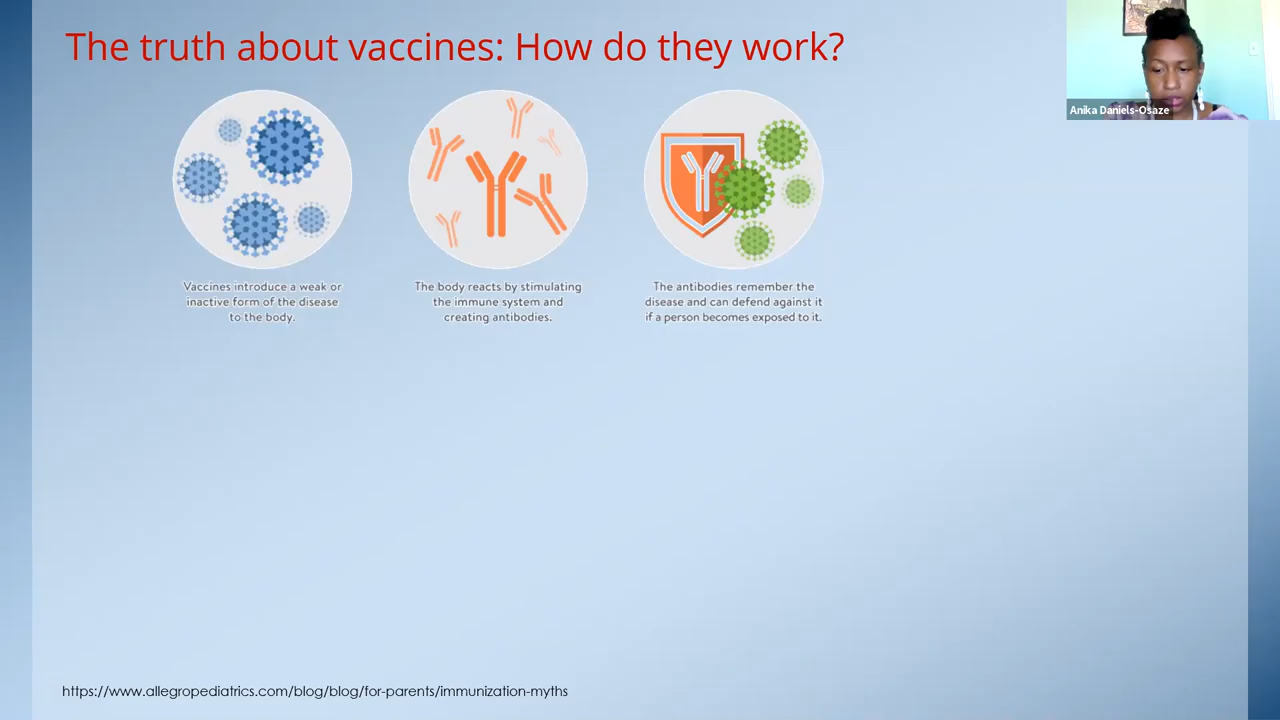 The truth about vaccines: How do they work?
Anika Daniels-Osaze
Vaccines introduce a weak or
inactive form of the disease
to the body.
The body reacts by stimulating
the immune system and
creating antibodies.
The antibodies remember the
disease and can defend against it
if a person becomes exposed to it.
https://www.allegropediatrics.com/blog/blog/for-parents/immunization-myths